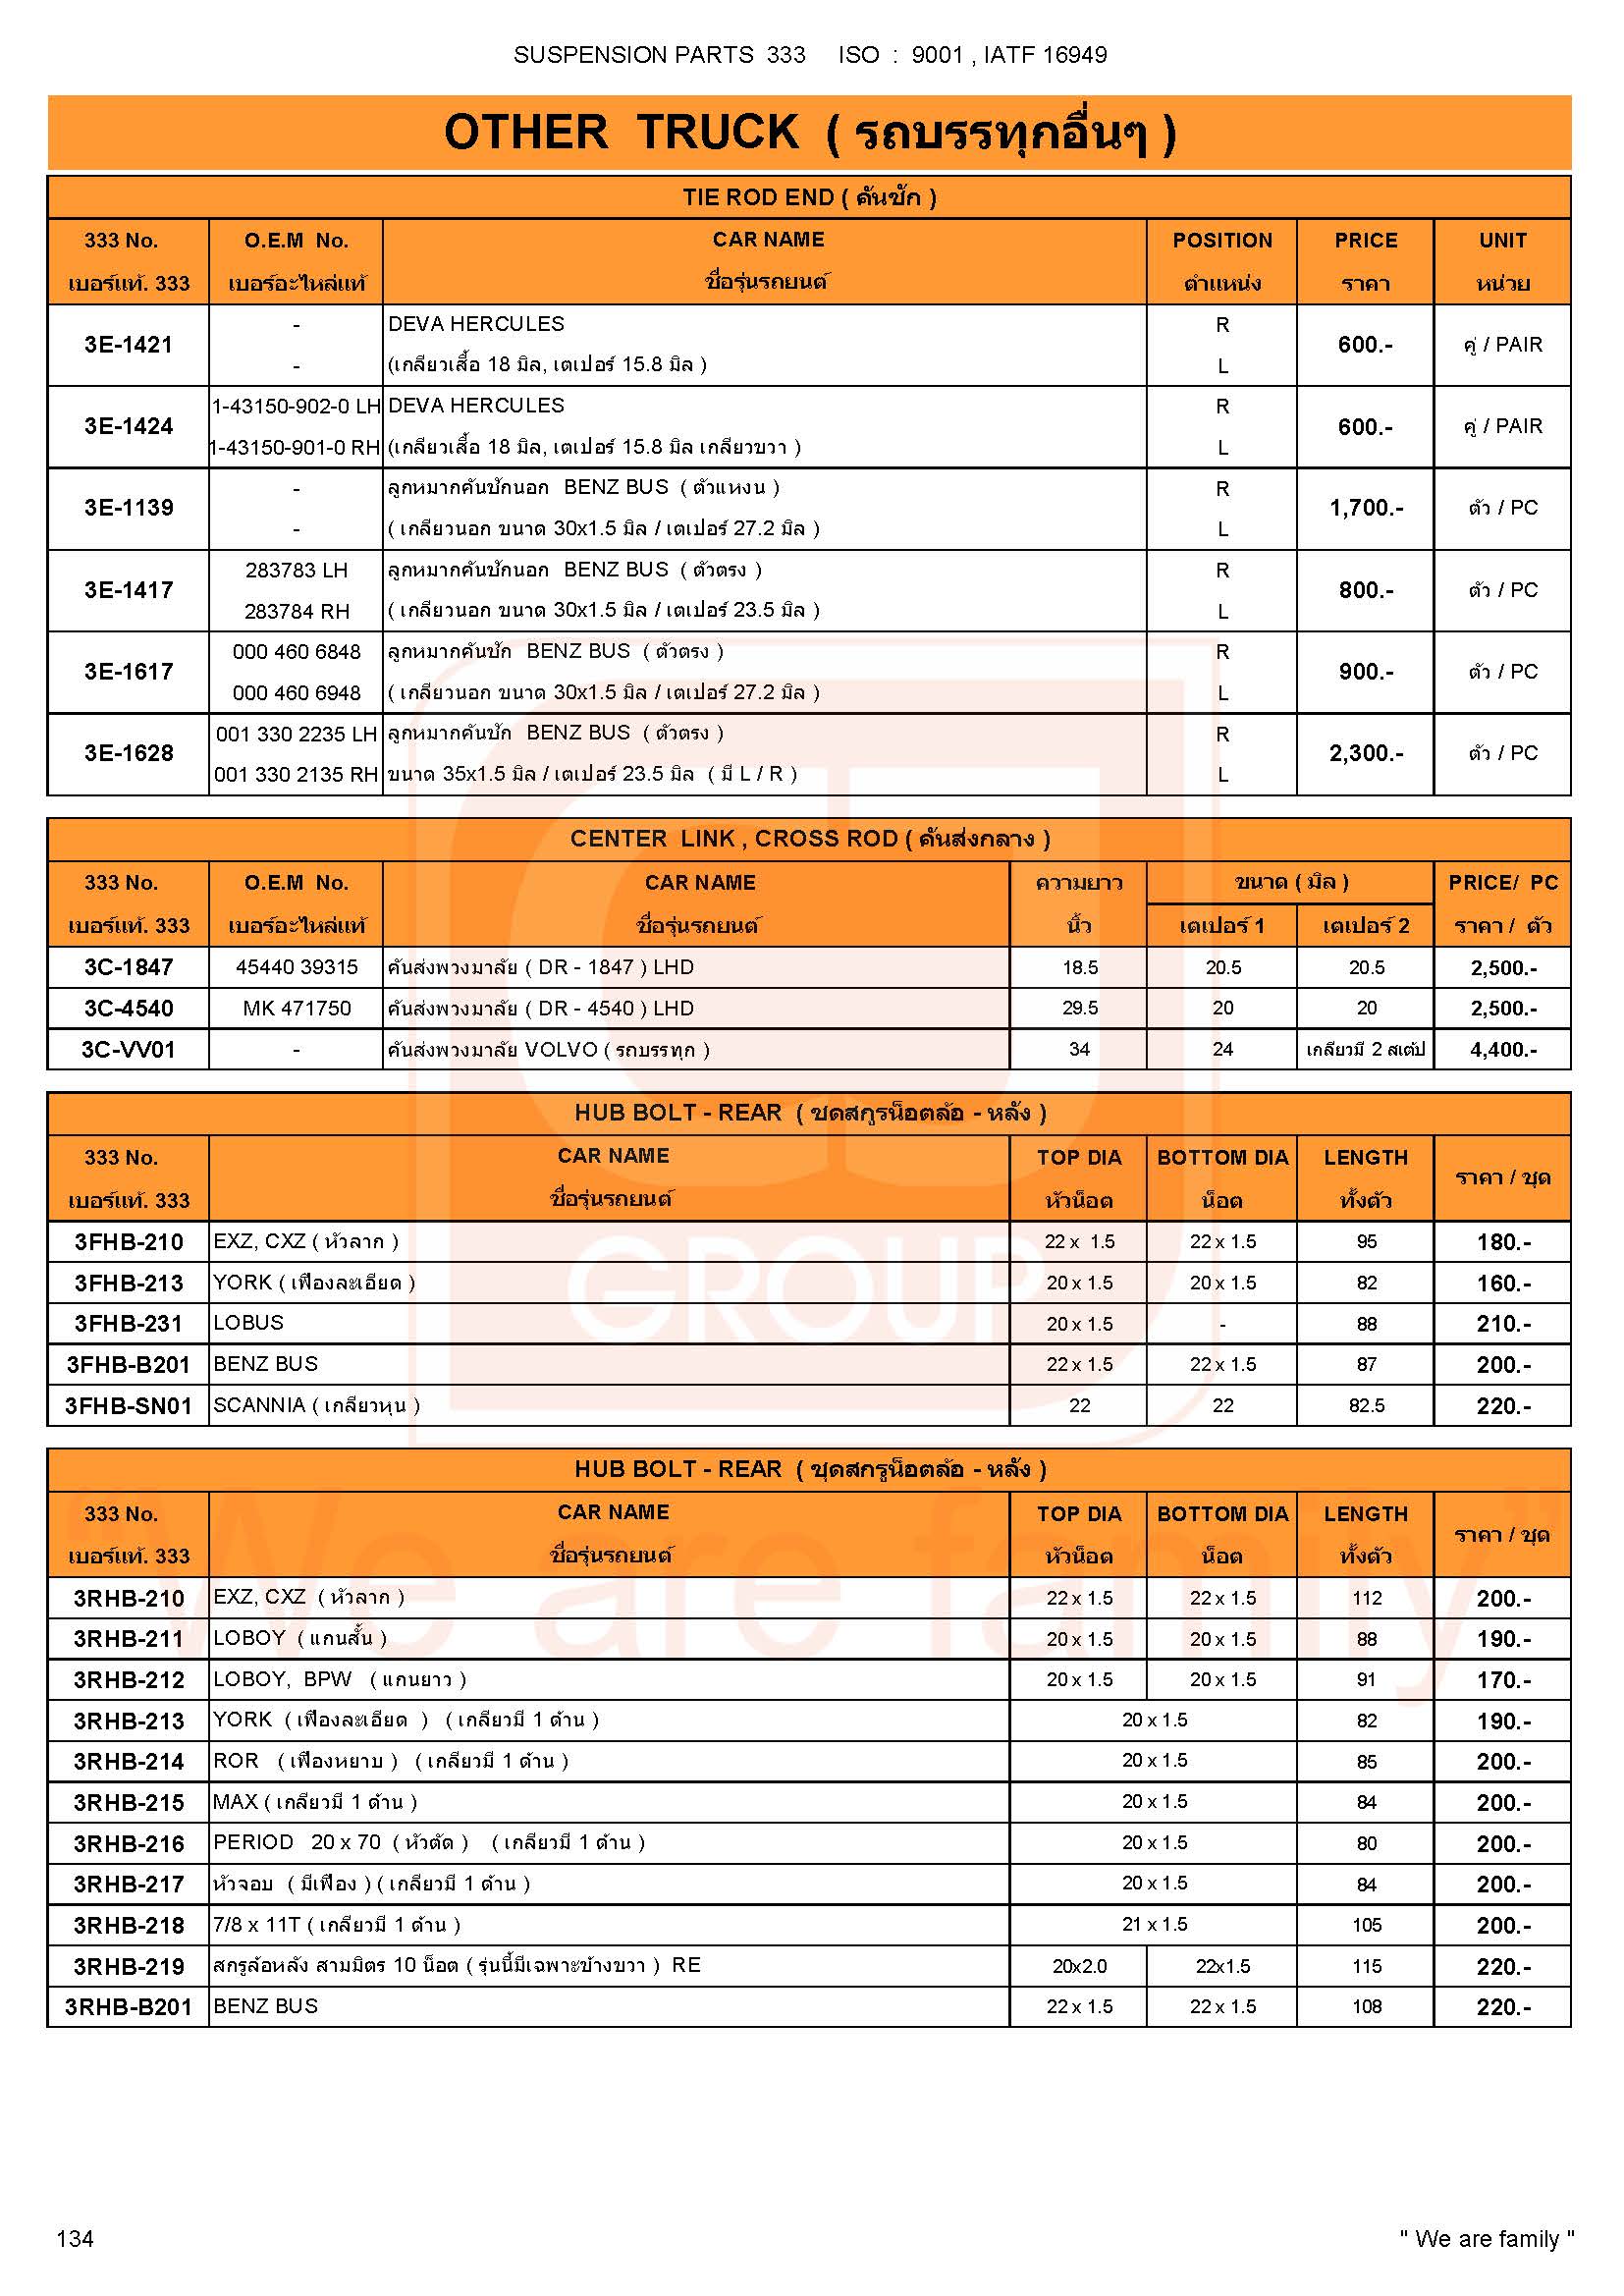 SUSPENSION PARTS 333 ISO : 9001 , IATF 16949
OTHER TRUCK ( รถบรรทุกอื่นๆ )
TIE ROD END ( คันชัก )
333 No. O.E.M No. CAR NAME POSITION PRICE UNIT
เบอร์แท้. 333 เบอร์อะไหล่แท้ ชื่อรุ่นรถยนต์ ตำแหน่ง ราคา หน่วย
3E-1421 - DEVA HERCULES R 600.- คู่ / PAIR
- (เกลียวเสื้อ 18 มิล, เตเปอร์ 15.8 มิล ) L
3E-1424 1-43150-902-0 LH DEVA HERCULES R 600.- คู่ / PAIR
1-43150-901-0 RH (เกลียวเสื้อ 18 มิล, เตเปอร์ 15.8 มิล เกลียวขวา ) L
3E-1139 - ลูกหมากคันชักนอก BENZ BUS ( ตัวแหงน ) R 1,700.- ตัว / PC
- ( เกลียวนอก ขนาด 30x1.5 มิล / เตเปอร์ 27.2 มิล ) L
3E-1417 283783 LH ลูกหมากคันชักนอก BENZ BUS ( ตัวตรง ) R 800.- ตัว / PC
283784 RH ( เกลียวนอก ขนาด 30x1.5 มิล / เตเปอร์ 23.5 มิล ) L
3E-1617 000 460 6848 ลูกหมากคันชัก BENZ BUS ( ตัวตรง ) R 900.- ตัว / PC
000 460 6948 ( เกลียวนอก ขนาด 30x1.5 มิล / เตเปอร์ 27.2 มิล ) L
3E-1628 001 330 2235 LH ลูกหมากคันชัก BENZ BUS ( ตัวตรง ) R 2,300.- ตัว / PC
001 330 2135 RH ขนาด 35x1.5 มิล / เตเปอร์ 23.5 มิล ( มี L / R ) L
CENTER LINK , CROSS ROD ( คันส่งกลาง )
333 No. O.E.M No. CAR NAME ความยาว ขนาด ( มิล ) PRICE/ PC
เบอร์แท้. 333 เบอร์อะไหล่แท้ ชื่อรุ่นรถยนต์ นิ้ว เตเปอร์ 1 เตเปอร์ 2 ราคา / ตัว
3C-1847 45440 39315 คันส่งพวงมาลัย ( DR - 1847 ) LHD 18.5 20.5 20.5 2,500.-
3C-4540 MK 471750 คันส่งพวงมาลัย ( DR - 4540 ) LHD 29.5 20 20 2,500.-
3C-VV01 - คันส่งพวงมาลัย VOLVO ( รถบรรทุก ) 34 24 เกลียวมี 2 สเต้ป 4,400.-
HUB BOLT - REAR ( ชุดสกรูน็อตล้อ - หลัง )
333 No. CAR NAME TOP DIA BOTTOM DIA LENGTH ราคา / ชุด
เบอร์แท้. 333 ชื่อรุ่นรถยนต์ หัวน็อต น็อต ทั้งตัว
3FHB-210 EXZ, CXZ ( หัวลาก ) 22 x 1.5 22 x 1.5 95 180.-
3FHB-213 YORK ( เฟืองละเอียด ) 20 x 1.5 20 x 1.5 82 160.-
GROUP
3FHB-231 LOBUS 20 x 1.5 - 88 210.-
3FHB-B201 BENZ BUS 22 x 1.5 22 x 1.5 87 200.-
3FHB-SN01 SCANNIA ( เกลียวหุน ) 22 22 82.5 220.-
HUB BOLT - REAR ( ชุดสกรูน็อตล้อ - หลัง )
333 No. CAR NAME TOP DIA BOTTOM DIA LENGTH ราคา / ชุด
เบอร์แท้. 333 ชื่อรุ่นรถยนต์ หัวน็อต น็อต ทั้งตัว
"We are family"
3RHB-210 EXZ, CXZ ( หัวลาก ) 22 x 1.5 22 x 1.5 112 200.-
3RHB-211 LOBOY ( แกนสั้น ) 20 x 1.5 20 x 1.5 88 190.-
3RHB-212 LOBOY, BPW ( แกนยาว ) 20 x 1.5 20 x 1.5 91 170.-
3RHB-213 YORK ( เฟืองละเอียด ) ( เกลียวมี 1 ด้าน ) 20 x 1.5 82 190.-
3RHB-214 ROR ( เฟืองหยาบ ) ( เกลียวมี 1 ด้าน ) 20 x 1.5 85 200.-
3RHB-215 MAX ( เกลียวมี 1 ด้าน ) 20 x 1.5 84 200.-
3RHB-216 PERIOD 20 x 70 ( หัวตัด ) ( เกลียวมี 1 ด้าน ) 20 x 1.5 80 200.-
3RHB-217 หัวจอบ ( มีเฟือง ) ( เกลียวมี 1 ด้าน ) 20 x 1.5 84 200.-
3RHB-218 7/8 x 11T ( เกลียวมี 1 ด้าน ) 21 x 1.5 105 200.-
3RHB-219 สกรูล้อหลัง สามมิตร 10 น็อต ( รุ่นนี้มีเฉพาะข้างขวา ) RE 20x2.0 22x1.5 115 220.-
3RHB-B201 BENZ BUS 22 x 1.5 22 x 1.5 108 220.-
134 " We are family "